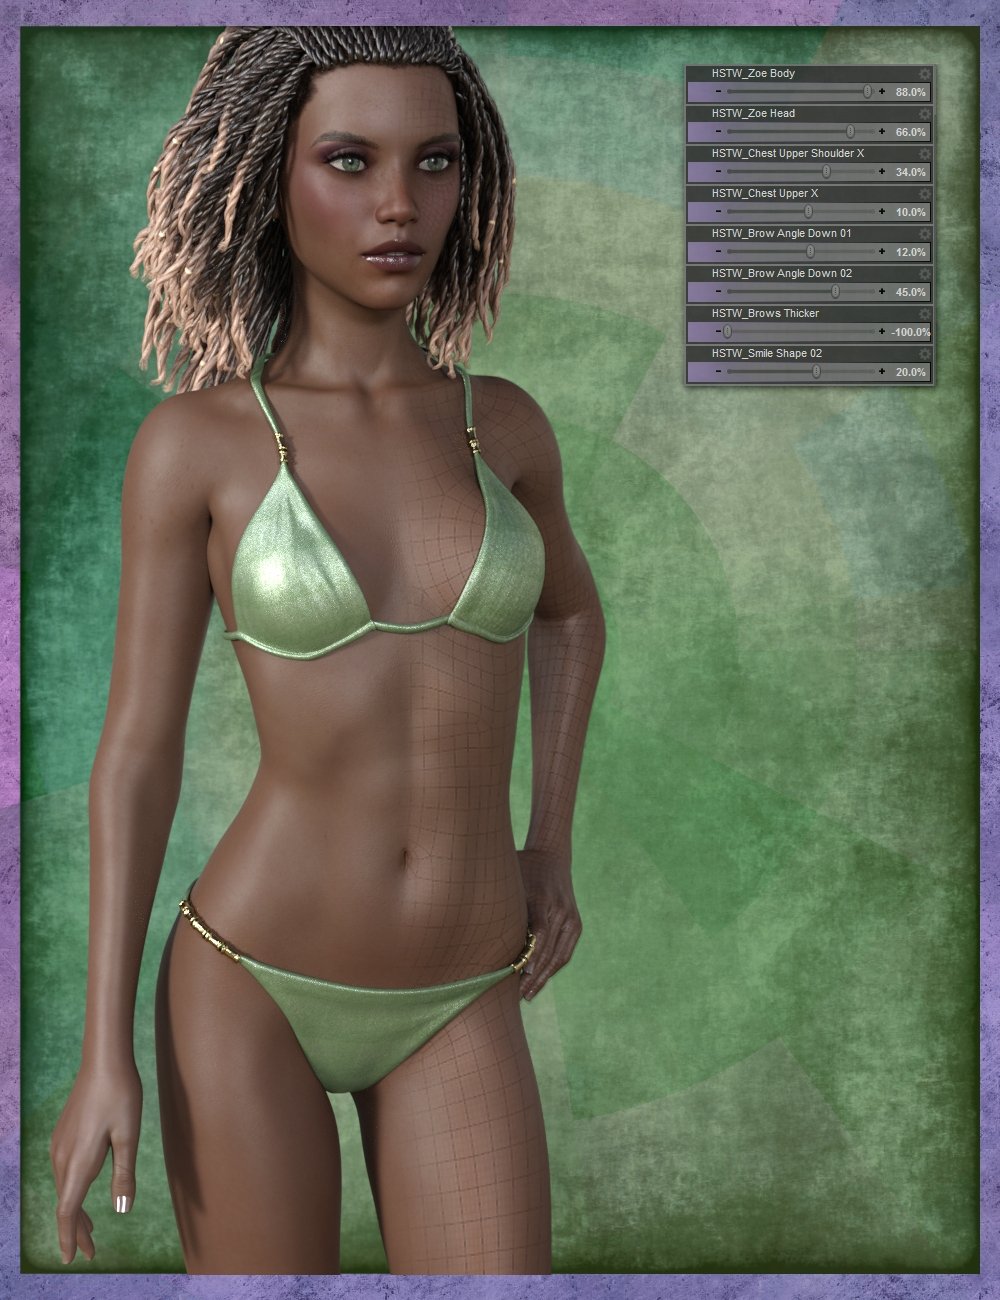 HSTW_Zoe Body
- + 88.0%
HSTW_Zoe Head
- + 66.0%
HSTW_Chest Upper Shoulder X
- + 34.0%
HSTW_Chest Upper X
- + 10.0%
HSTW_Brow Angle Down 01
- + 12.0%
HSTW_Brow Angle Down 02
- + 45.0%
HSTW_Brows Thicker
- + -100.0%
HSTW_Smile Shape 02
- + 20.0%